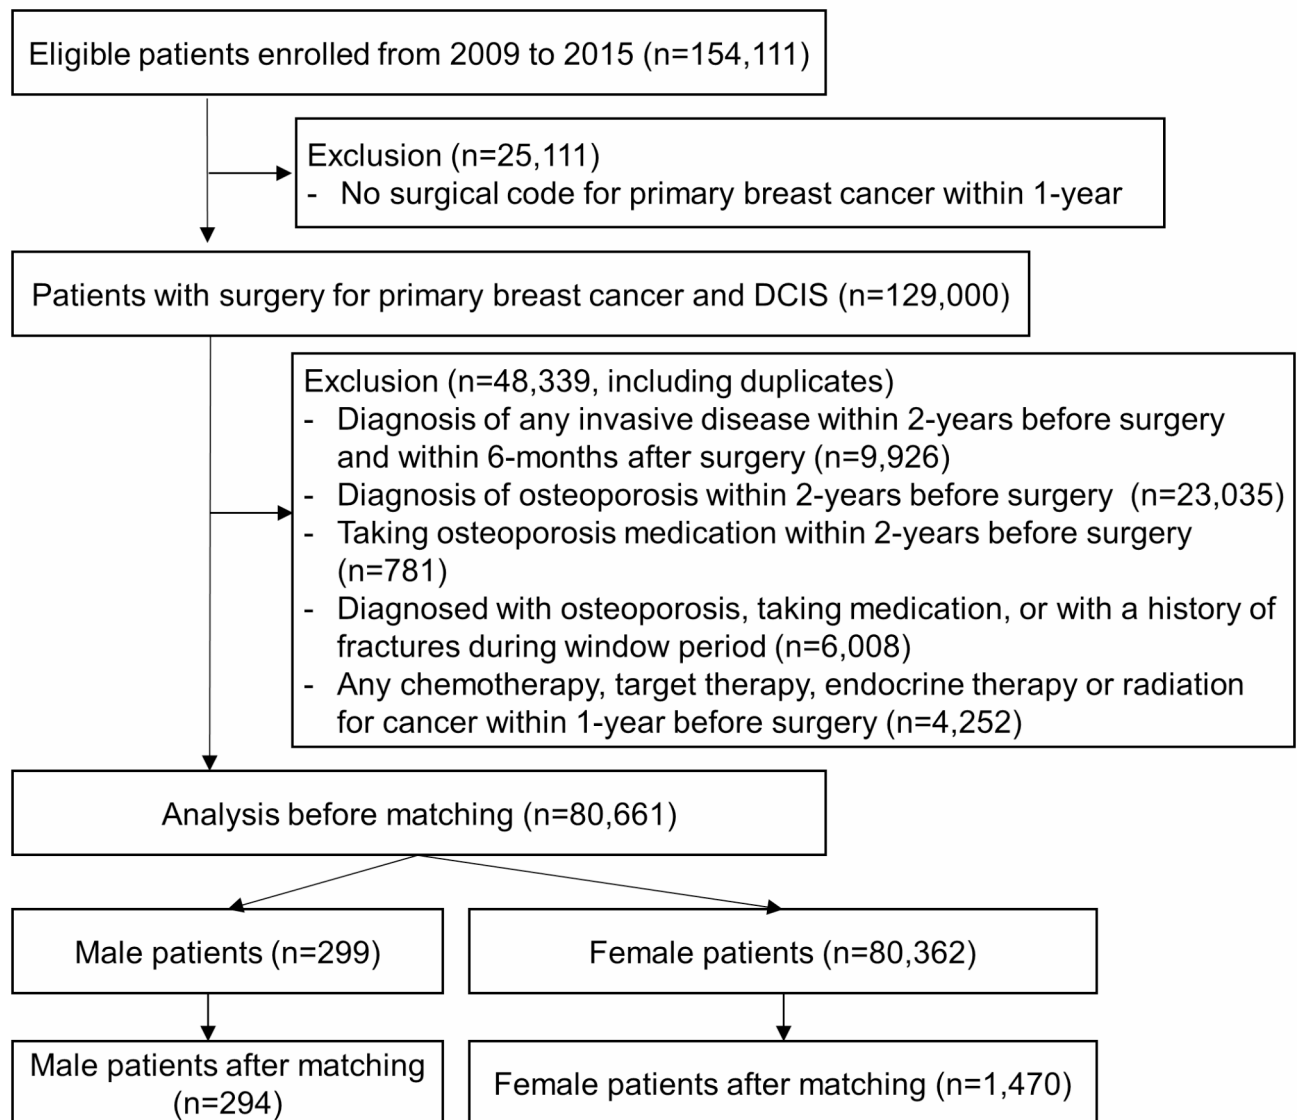 Eligible patients enrolled from 2009 to 2015 (n=154,111)
Exclusion (n=25,111)
- No surgical code for primary breast cancer within 1-year
Patients with surgery for primary breast cancer and DCIS (n=129,000)
Exclusion (n=48,339, including duplicates)
- Diagnosis of any invasive disease within 2-years before surgery
and within 6-months after surgery (n=9,926)
- Diagnosis of osteoporosis within 2-years before surgery (n=23,035)
- Taking osteoporosis medication within 2-years before surgery
(n=781)
- Diagnosed with osteoporosis, taking medication, or with a history of
fractures during window period (n=6,008)
- Any chemotherapy, target therapy, endocrine therapy or radiation
for cancer within 1-year before surgery (n=4,252)
Analysis before matching (n=80,661)
Male patients (n=299)
Female patients (n=80,362)
Male patients after matching
(n=294)
Female patients after matching (n=1,470)